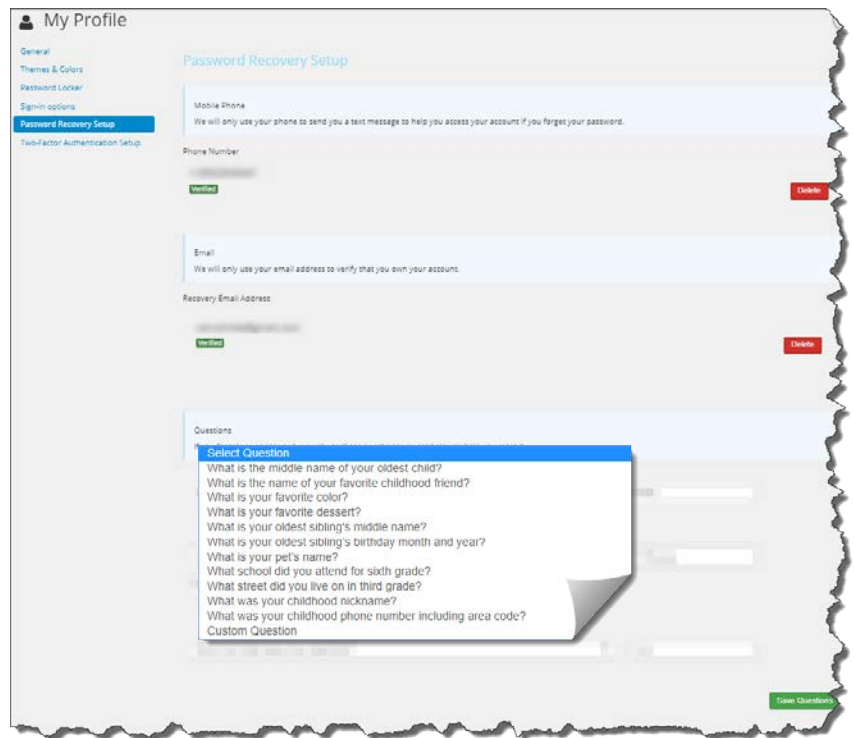 My Profile
General
Themes & Colors
Password Locker
Sign-in options
Password Recovery Setup
Two-Factor Authentication Setup
Password Recovery Setup
Mobile Phone
We will only use your phone to send you a text message to help you access your account if you forget your password.
Phone Number
Verified
Delete
Email
We will only use your email address to verify that you own your account.
Recovery Email Address
Verified
Delete
Questions
Select Question
What is the middle name of your oldest child?
What is the name of your favorite childhood friend?
What is your favorite color?
What is your favorite dessert?
What is your oldest sibling's middle name?
What is your oldest sibling's birthday month and year?
What is your pet's name?
What school did you attend for sixth grade?
What street did you live on in third grade?
What was your childhood nickname?
What was your childhood phone number including area code?
Custom Question
Save Questions